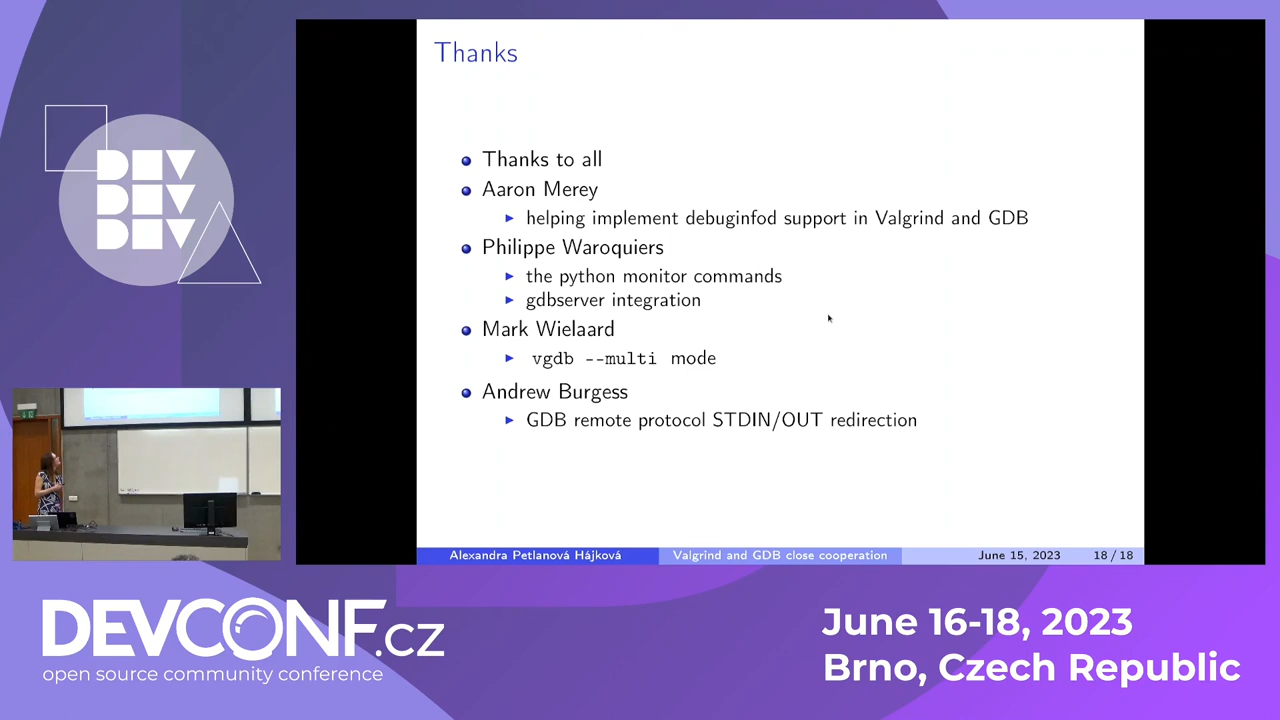 Thanks
Thanks to all
Aaron Merey
helping implement debuginfod support in Valgrind and GDB
Philippe Waroquiers
the python monitor commands
gdbserver integration
Mark Wielaard
vgdb --multi mode
Andrew Burgess
GDB remote protocol STDIN/OUT redirection
Alexandra Petlanová Hájková Valgrind and GDB close cooperation June 15, 2023 18 / 18
DEV
DEV
DEV
DEVCONF.cz
open source community conference
June 16-18, 2023
Brno, Czech Republic